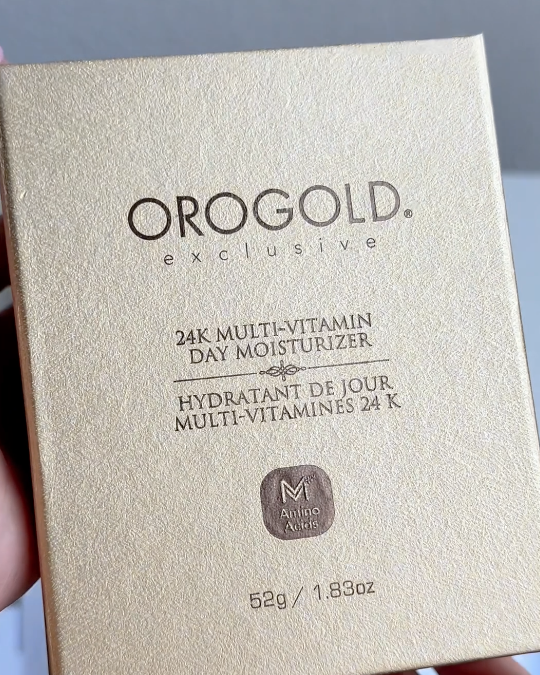 OROGOLD®
exclusive
24K MULTI-VITAMIN
DAY MOISTURIZER
HYDRATANT DE JOUR
MULTI-VITAMINES 24 K
Amino
Acids
52g / 1.83oz